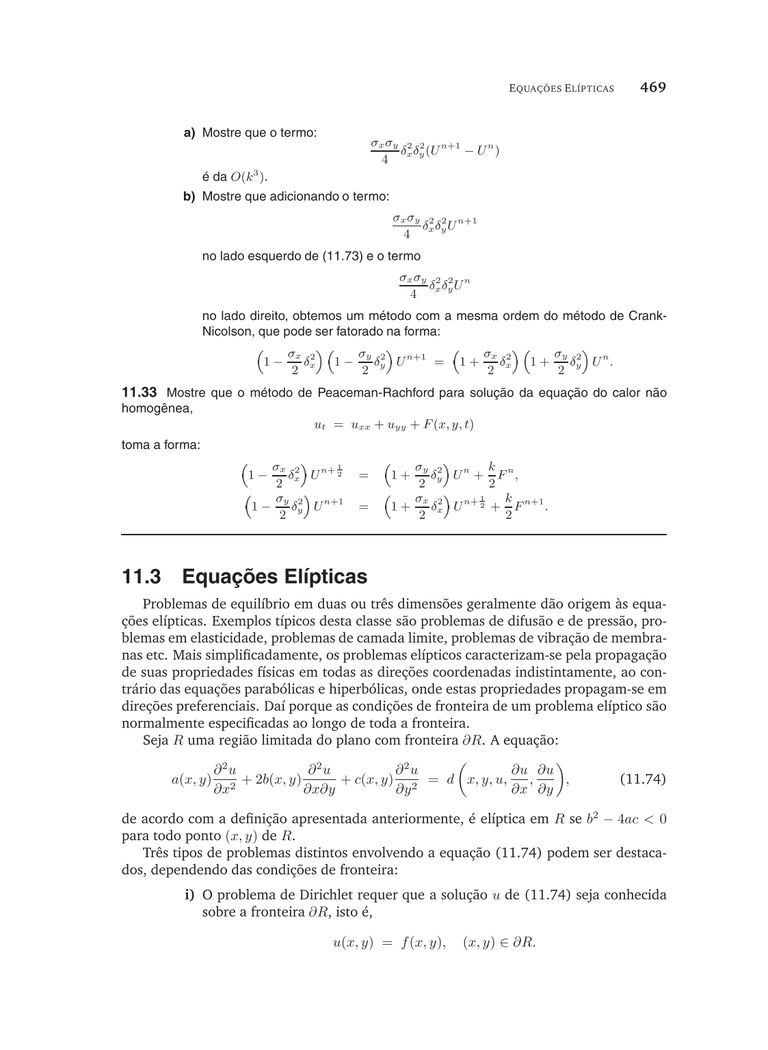 EQUAÇÕES ELÍPTICAS 469
a) Mostre que o termo:
$\frac{\sigma_x\sigma_y}{4}\delta_x^2\delta_y^2(U^{n+1} - U^n)$
é da $O(k^3)$.
b) Mostre que adicionando o termo:
$\frac{\sigma_x\sigma_y}{4}\delta_x^2\delta_y^2U^{n+1}$
no lado esquerdo de (11.73) e o termo
$\frac{\sigma_x\sigma_y}{4}\delta_x^2\delta_y^2U^n$
no lado direito, obtemos um método com a mesma ordem do método de Crank-
Nicolson, que pode ser fatorado na forma:
$\left(1 - \frac{\sigma_x}{2}\delta_x^2\right)\left(1 - \frac{\sigma_y}{2}\delta_y^2\right)U^{n+1} = \left(1 + \frac{\sigma_x}{2}\delta_x^2\right)\left(1 + \frac{\sigma_y}{2}\delta_y^2\right)U^n.$
11.33 Mostre que o método de Peaceman-Rachford para solução da equação do calor não
homogênea,
$u_t = u_{xx} + u_{yy} + F(x, y, t)$
toma a forma:
$\left(1 - \frac{\sigma_x}{2}\delta_x^2\right)U^{n+\frac{1}{2}} = \left(1 + \frac{\sigma_y}{2}\delta_y^2\right)U^n + \frac{k}{2}F^n,$
$\left(1 - \frac{\sigma_y}{2}\delta_y^2\right)U^{n+1} = \left(1 + \frac{\sigma_x}{2}\delta_x^2\right)U^{n+\frac{1}{2}} + \frac{k}{2}F^{n+1}.$
11.3 Equações Elípticas
Problemas de equilíbrio em duas ou três dimensões geralmente dão origem às equa-
ções elípticas. Exemplos típicos desta classe são problemas de difusão e de pressão, pro-
blemas em elasticidade, problemas de camada limite, problemas de vibração de membra-
nas etc. Mais simplificadamente, os problemas elípticos caracterizam-se pela propagação
de suas propriedades físicas em todas as direções coordenadas indistintamente, ao con-
trário das equações parabólicas e hiperbólicas, onde estas propriedades propagam-se em
direções preferenciais. Daí porque as condições de fronteira de um problema elíptico são
normalmente especificadas ao longo de toda a fronteira.
Seja $R$ uma região limitada do plano com fronteira $\partial R$. A equação:
$a(x, y)\frac{\partial^2 u}{\partial x^2} + 2b(x, y)\frac{\partial^2 u}{\partial x\partial y} + c(x, y)\frac{\partial^2 u}{\partial y^2} = d\left(x, y, u, \frac{\partial u}{\partial x}, \frac{\partial u}{\partial y}\right),$ (11.74)
de acordo com a definição apresentada anteriormente, é elíptica em $R$ se $b^2 - 4ac < 0$
para todo ponto $(x, y)$ de $R$.
Três tipos de problemas distintos envolvendo a equação (11.74) podem ser destaca-
dos, dependendo das condições de fronteira:
i) O problema de Dirichlet requer que a solução $u$ de (11.74) seja conhecida
sobre a fronteira $\partial R$, isto é,
$u(x, y) = f(x, y), \quad (x, y) \in \partial R.$